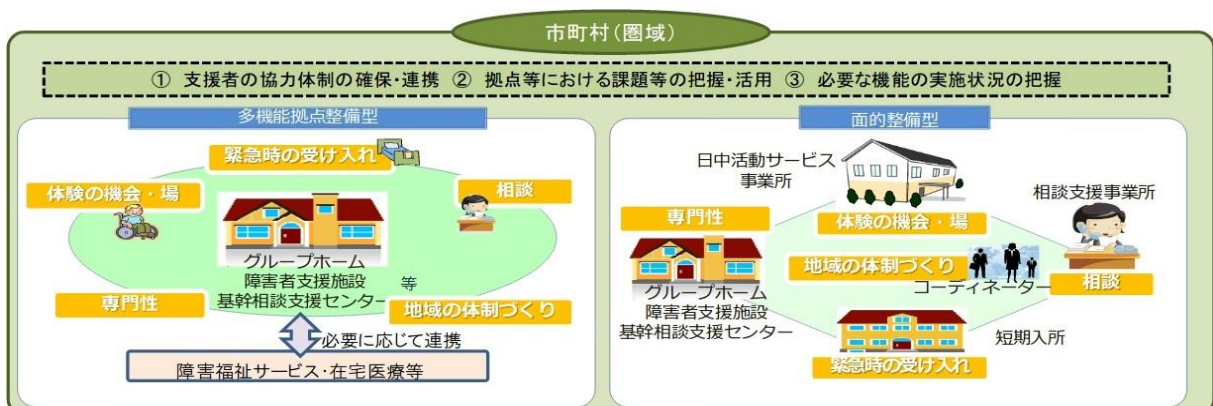 市町村(圏域)
① 支援者の協力体制の確保・連携 ② 拠点等における課題等の把握・活用 ③ 必要な機能の実施状況の把握
多機能拠点整備型
緊急時の受け入れ
体験の機会・場
相談
グループホーム
障害者支援施設
基幹相談支援センター
等
専門性
地域の体制づくり
必要に応じて連携
障害福祉サービス・在宅医療等
面的整備型
日中活動サービス
事業所
相談支援事業所
専門性
体験の機会・場
地域の体制づくり
コーディネーター
相談
グループホーム
障害者支援施設
基幹相談支援センター
短期入所
緊急時の受け入れ